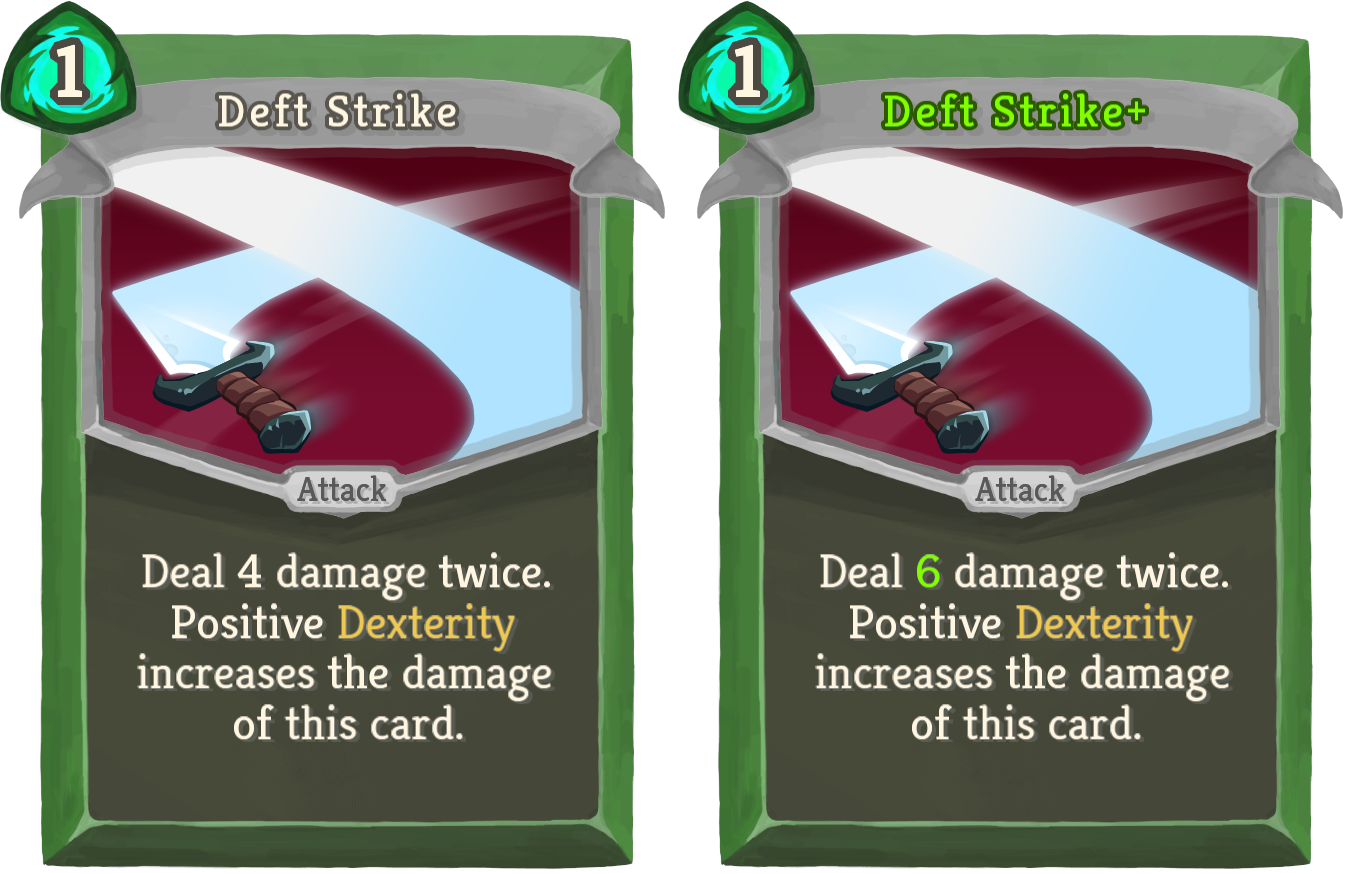 1
Deft Strike
Attack
Deal 4 damage twice.
Positive Dexterity
increases the damage
of this card.
1
Deft Strike+
Attack
Deal 6 damage twice.
Positive Dexterity
increases the damage
of this card.